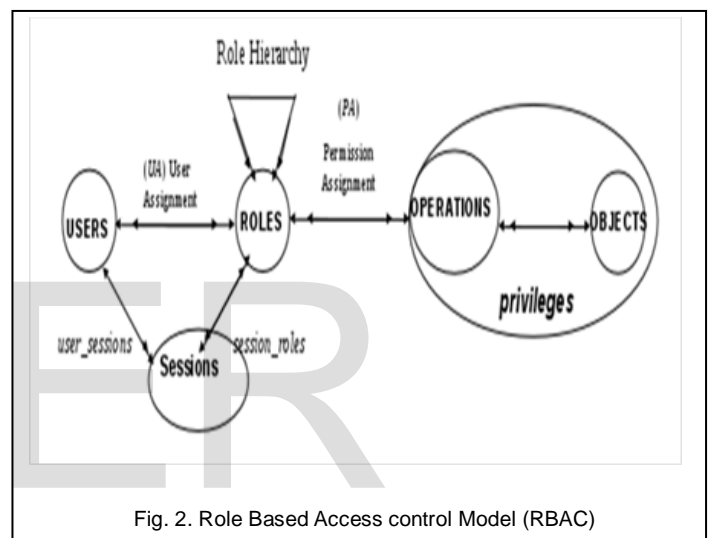 Role Hierarchy
(PA)
Permission
Assignment
(UA) User
Assignment
USERS
ROLES
OPERATIONS
OBJECTS
privileges
user_sessions
session_roles
Sessions
ER
Fig. 2. Role Based Access control Model (RBAC)